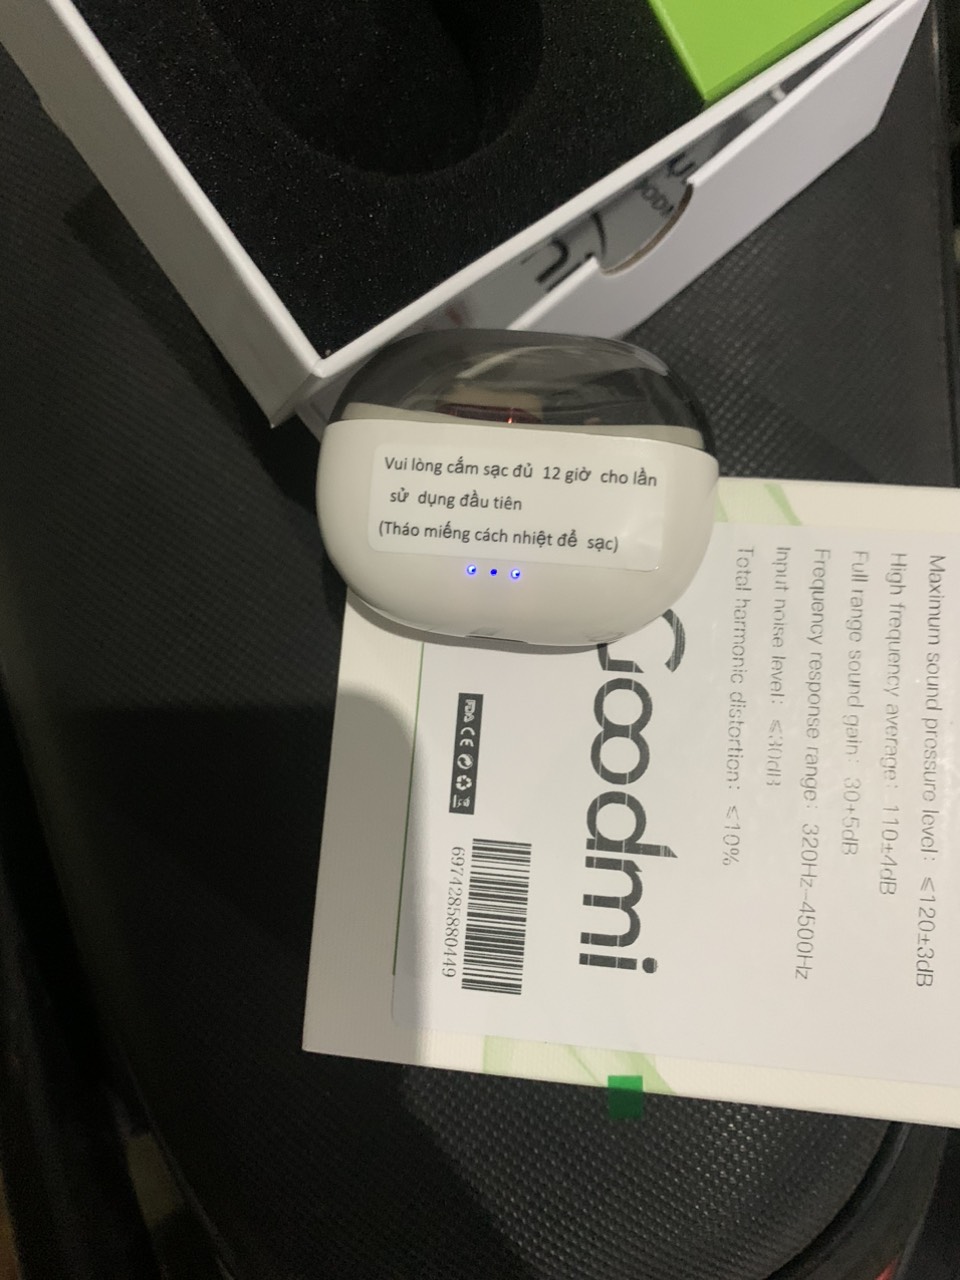 Vui lòng cắm sạc đủ 12 giờ cho lần
sử dụng đầu tiên
(Tháo miếng cách nhiệt để sạc)
Maximum sound pressure level: ≤120±3dB
High frequency average: 110±4dB
Full range sound gain: 30+5dB
Frequency response range: 320Hz-4500Hz
Input noise level: ≤30dB
Total harmonic distortion: ≤10%
Goodmi
FDA CE
6974285880449